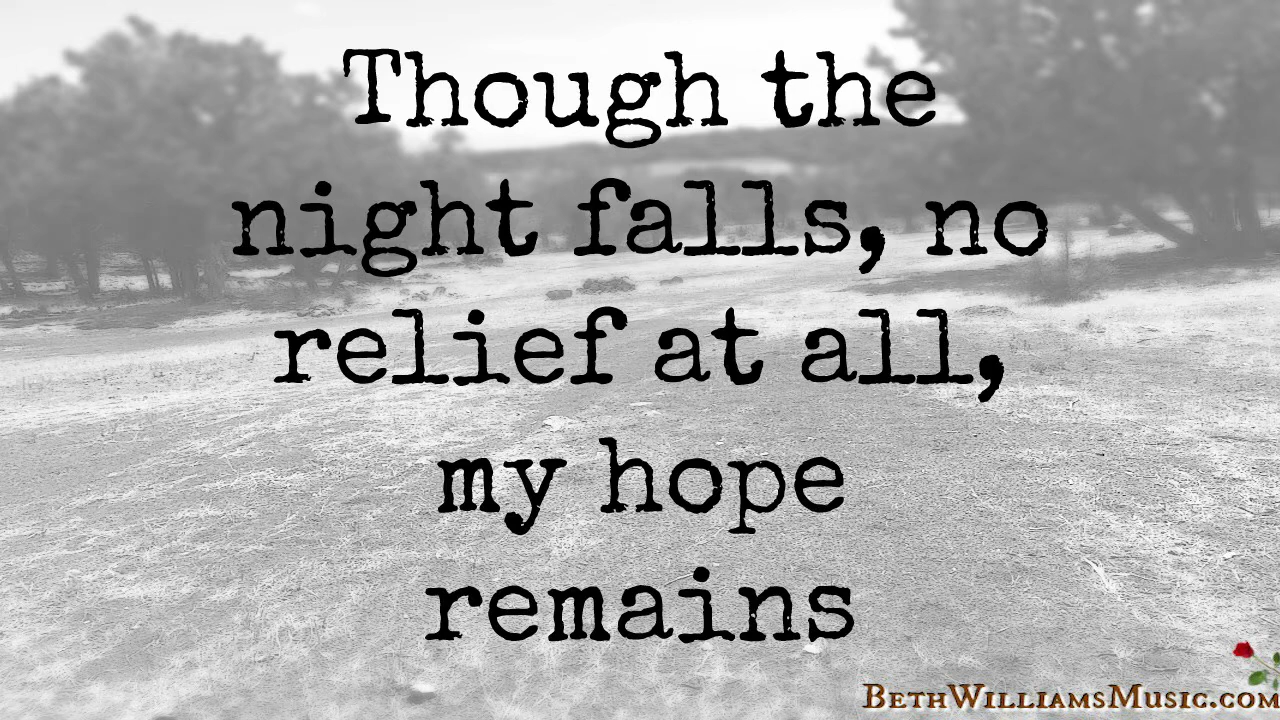 Though the
night falls, no
relief at all,
my hope
remains
BethWilliamsMusic.com